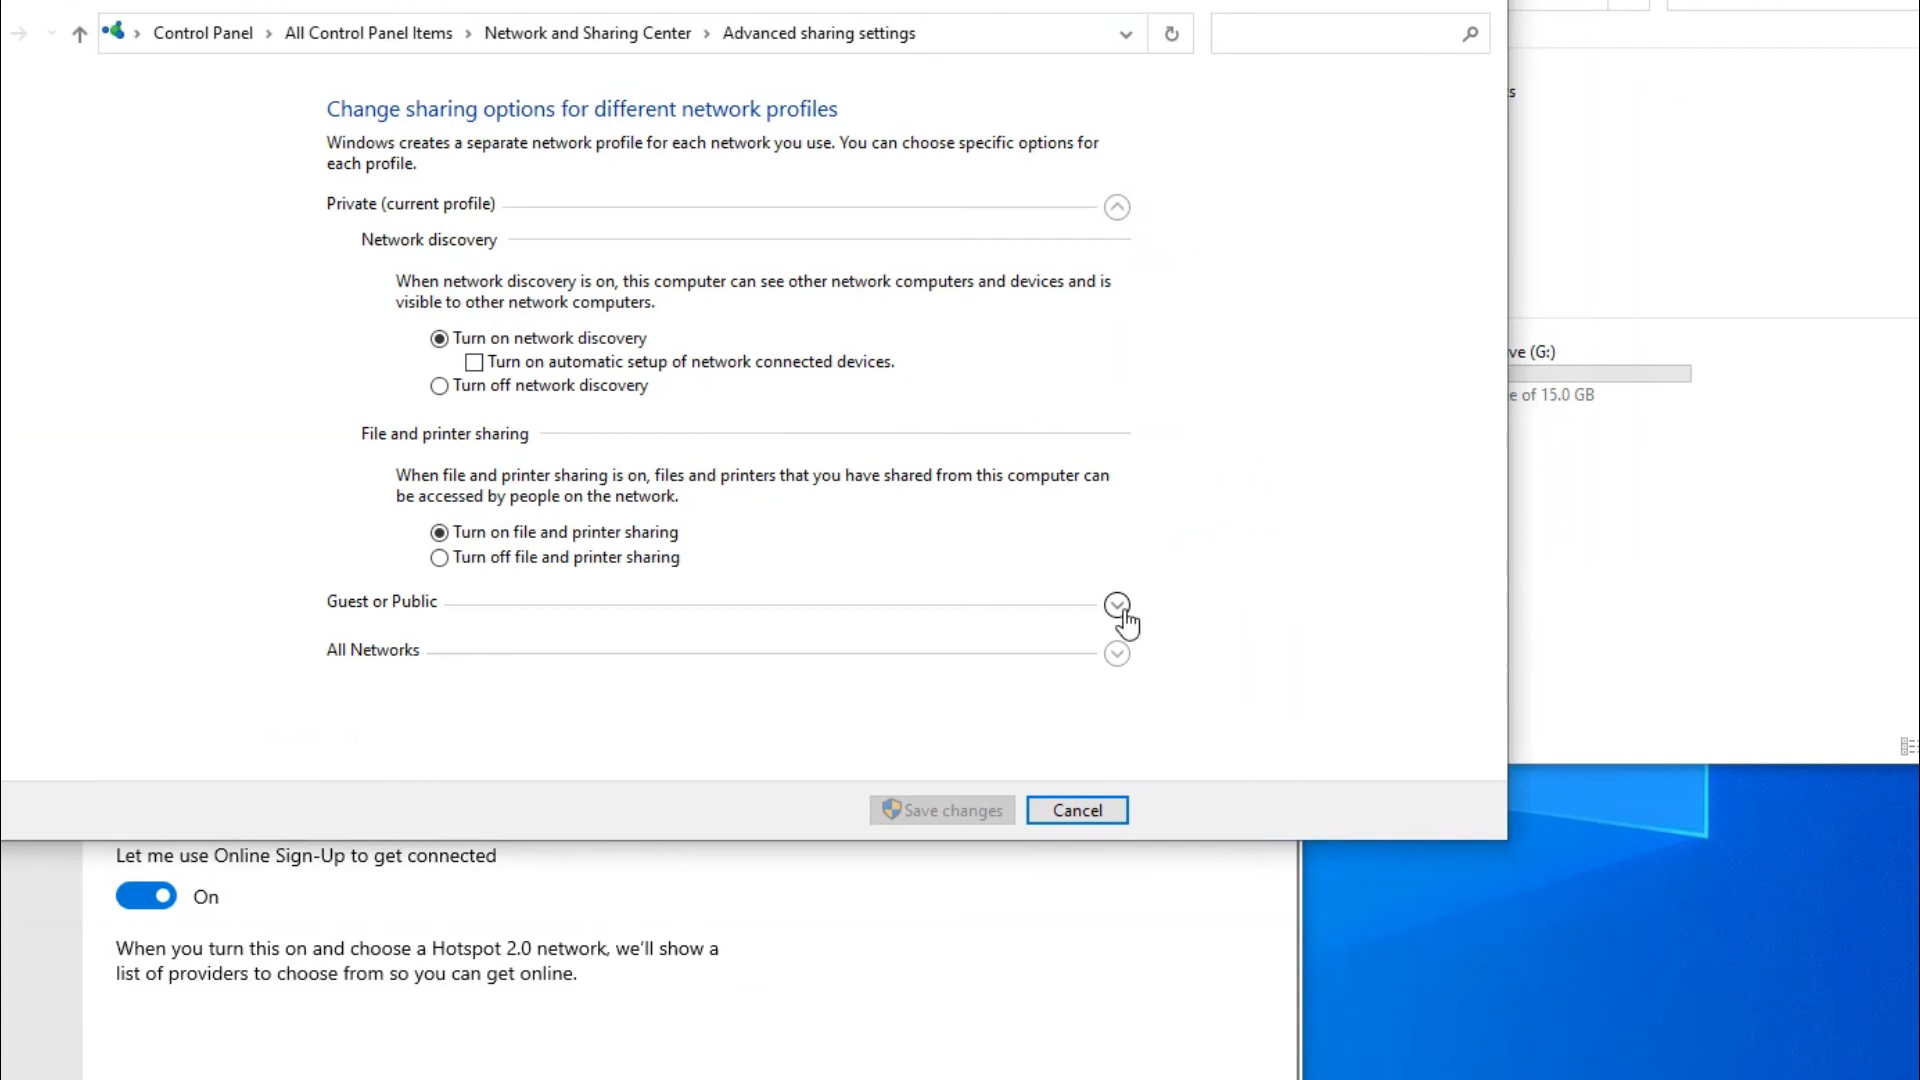 Control Panel > All Control Panel Items > Network and Sharing Center > Advanced sharing settings
Change sharing options for different network profiles
Windows creates a separate network profile for each network you use. You can choose specific options for
each profile.
Private (current profile)
Network discovery
When network discovery is on, this computer can see other network computers and devices and is
visible to other network computers.
Turn on network discovery
Turn on automatic setup of network connected devices.
Turn off network discovery
File and printer sharing
When file and printer sharing is on, files and printers that you have shared from this computer can
be accessed by people on the network.
Turn on file and printer sharing
Turn off file and printer sharing
Guest or Public
All Networks
Save changes
Cancel
s
ve (G:)
e of 15.0 GB
Let me use Online Sign-Up to get connected
On
When you turn this on and choose a Hotspot 2.0 network, we'll show a
list of providers to choose from so you can get online.